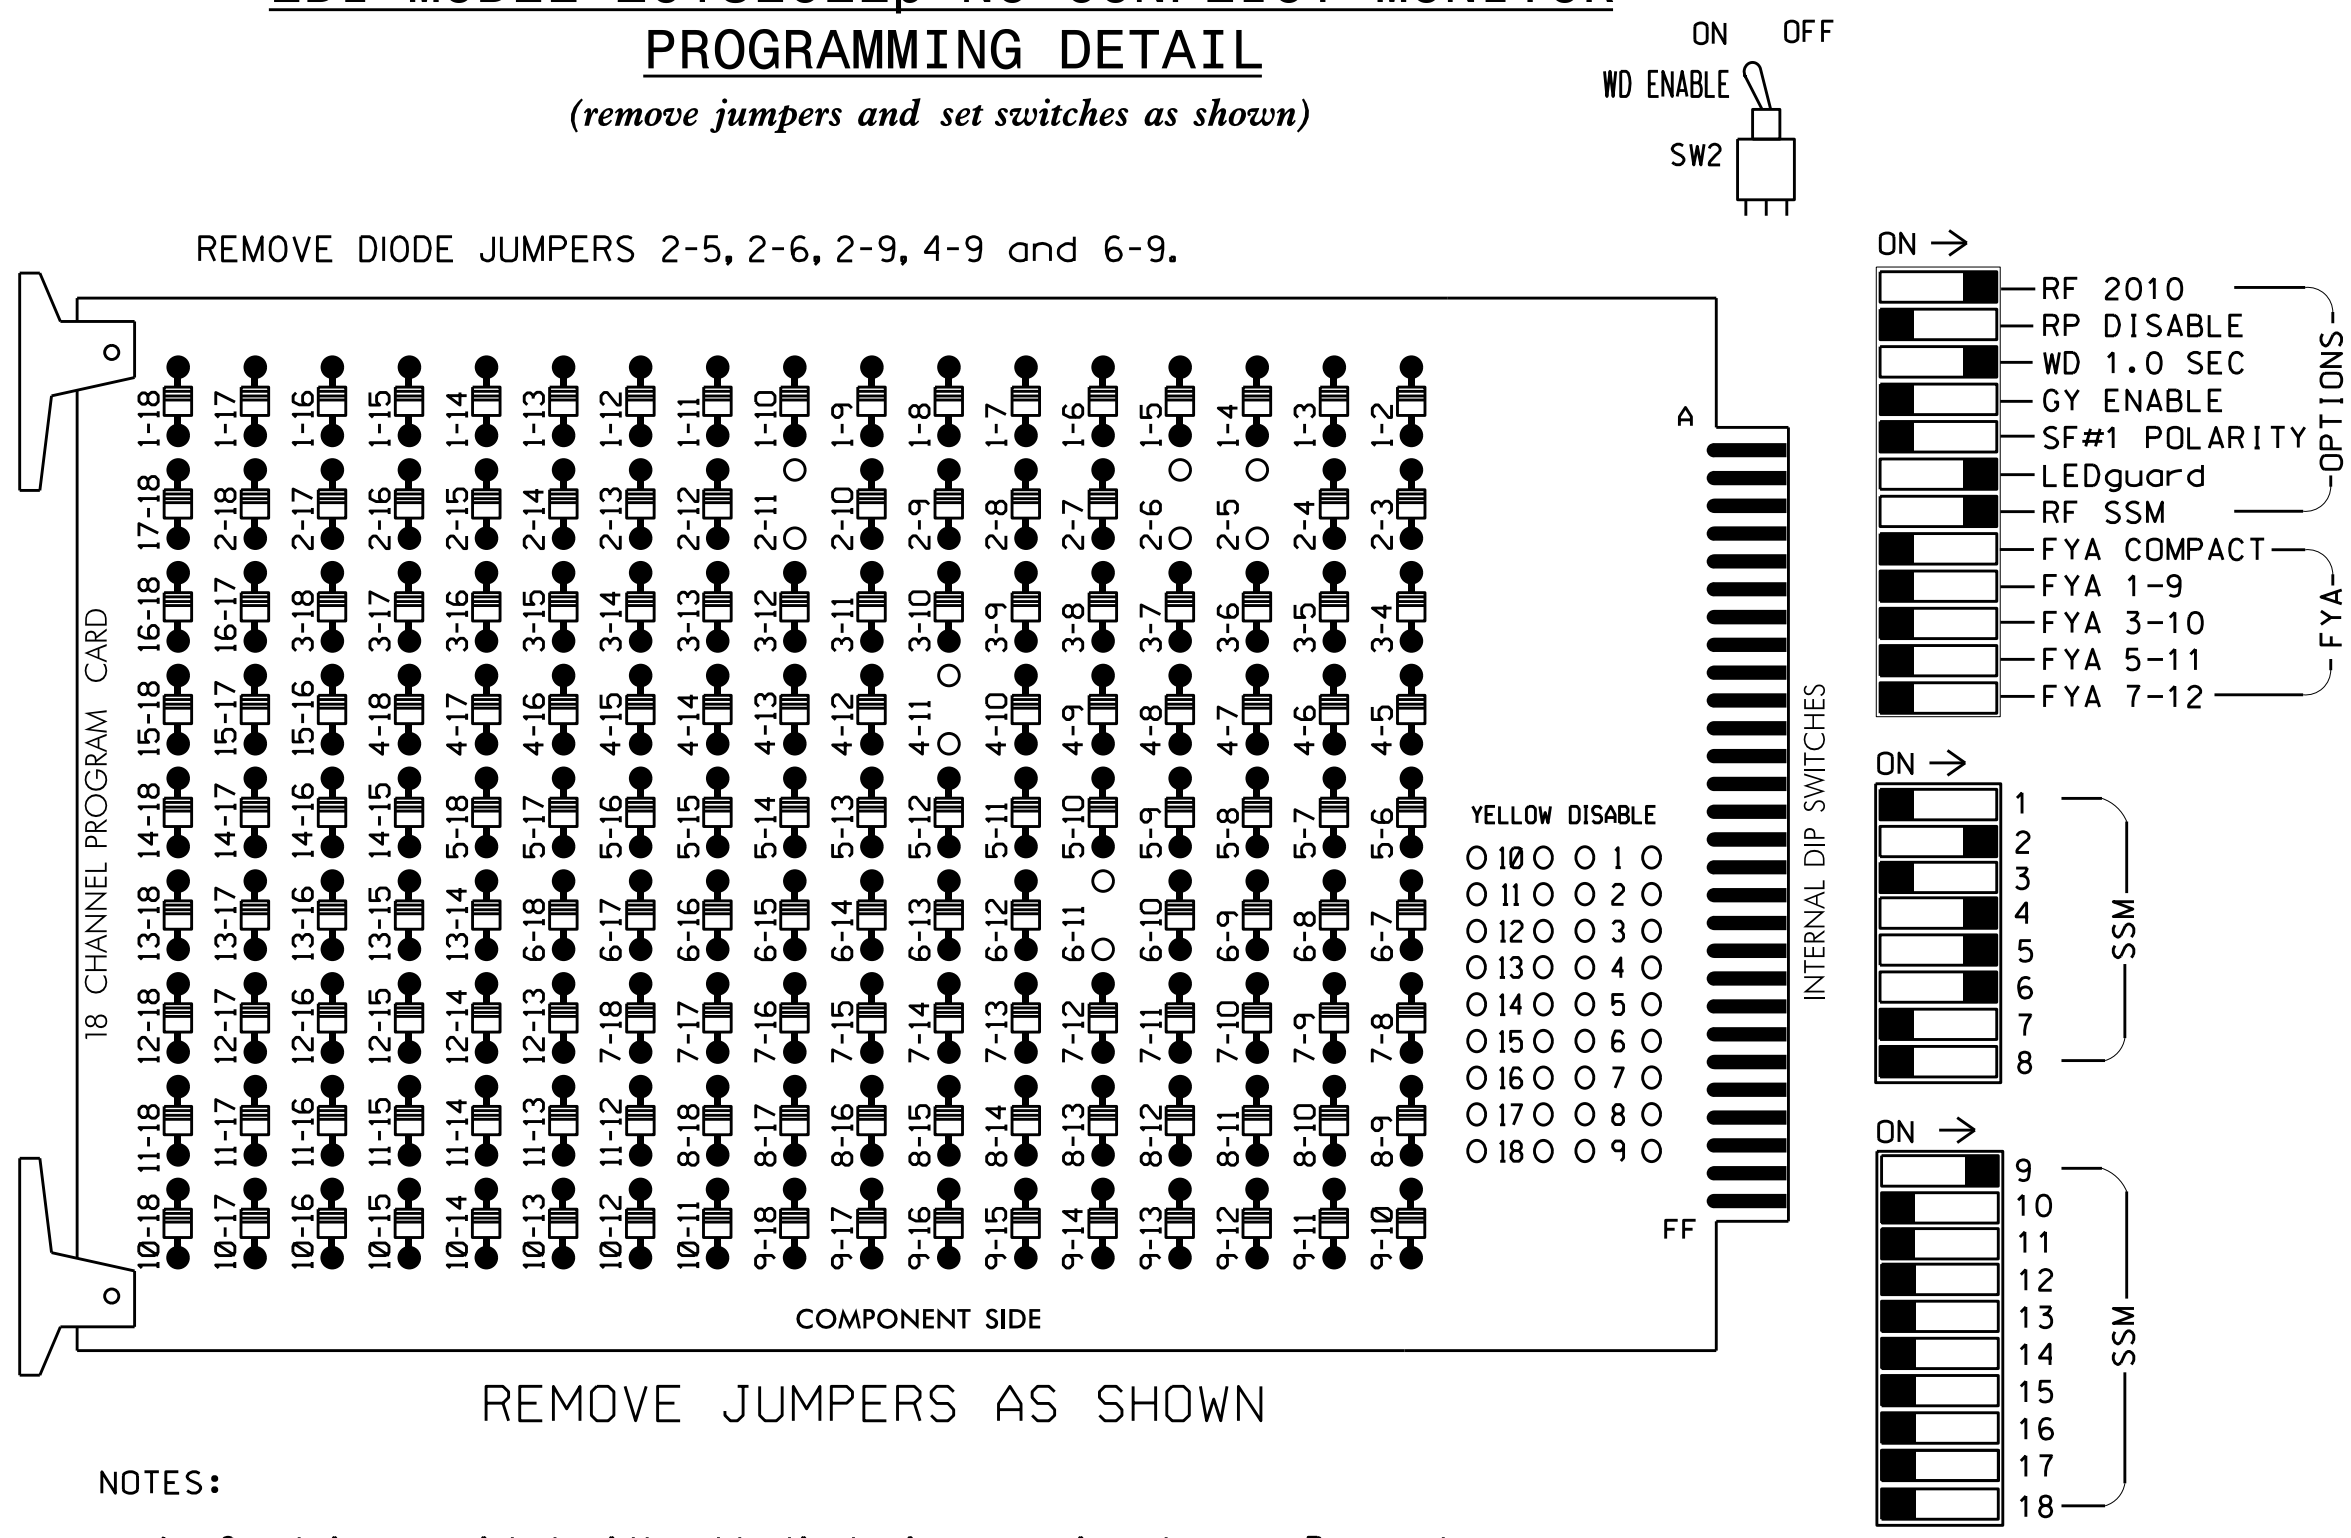 PROGRAMMING DETAIL
(remove jumpers and set switches as shown)
ON OFF
WD ENABLE
SW2
REMOVE DIODE JUMPERS 2-5, 2-6, 2-9, 4-9 and 6-9.
1-18 1-17 1-16 1-15 1-14 1-13 1-12 1-11 1-10 1-9 1-8 1-7 1-6 1-5 1-4 1-3 1-2
17-18 2-18 2-17 2-16 2-15 2-14 2-13 2-12 2-11 2-10 2-9 2-8 2-7 2-6 2-5 2-4 2-3
16-18 16-17 3-18 3-17 3-16 3-15 3-14 3-13 3-12 3-11 3-10 3-9 3-8 3-7 3-6 3-5 3-4
15-18 15-17 15-16 4-18 4-17 4-16 4-15 4-14 4-13 4-12 4-11 4-10 4-9 4-8 4-7 4-6 4-5
14-18 14-17 14-16 14-15 5-18 5-17 5-16 5-15 5-14 5-13 5-12 5-11 5-10 5-9 5-8 5-7 5-6
13-18 13-17 13-16 13-15 13-14 6-18 6-17 6-16 6-15 6-14 6-13 6-12 6-11 6-10 6-9 6-8 6-7
12-18 12-17 12-16 12-15 12-14 12-13 7-18 7-17 7-16 7-15 7-14 7-13 7-12 7-11 7-10 7-9 7-8
11-18 11-17 11-16 11-15 11-14 11-13 11-12 8-18 8-17 8-16 8-15 8-14 8-13 8-12 8-11 8-10 8-9
10-18 10-17 10-16 10-15 10-14 10-13 10-12 10-11 9-18 9-17 9-16 9-15 9-14 9-13 9-12 9-11 9-10
18 CHANNEL PROGRAM CARD
COMPONENT SIDE
YELLOW DISABLE
10 1
11 2
12 3
13 4
14 5
15 6
16 7
17 8
18 9
A
FF
INTERNAL DIP SWITCHES
ON
RF 2010
RP DISABLE
WD 1.0 SEC
GY ENABLE
SF#1 POLARITY
LEDguard
RF SSM
OPTIONS
FYA COMPACT
FYA 1-9
FYA 3-10
FYA 5-11
FYA 7-12
FYA
ON
1
2
3
4
5
6
7
8
SSM
ON
9
10
11
12
13
14
15
16
17
18
SSM
REMOVE JUMPERS AS SHOWN
NOTES: